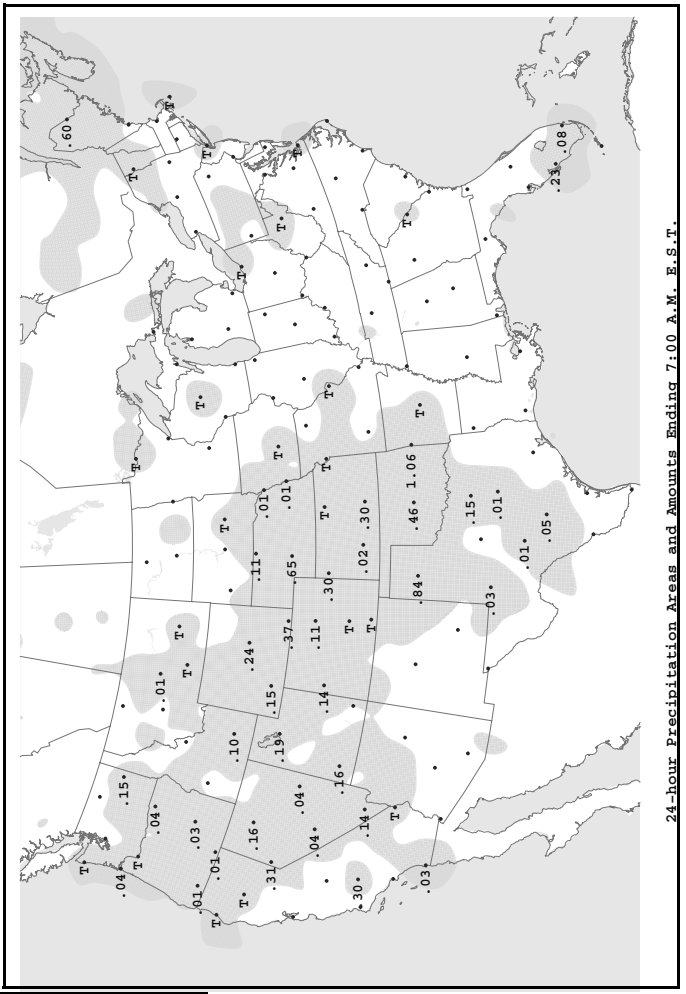 .60
T
.04
.15
T
T
T
.04
.01
T
T
T
.03
.01
T
T
.01
T
T
.10
T
T
.24
.16
.11
.01
.15
.31
T
.19
T
.01
.37
.65
T
.04
.04
.11
.14
T
T
.30
T
.16
T
.30
.02
.14
.30
T
T
T
1.06
.46
.84
T
.03
.15
.03
.01
.01
.05
.23
.08
24-hour Precipitation Areas and Amounts Ending 7:00 A.M. E.S.T.